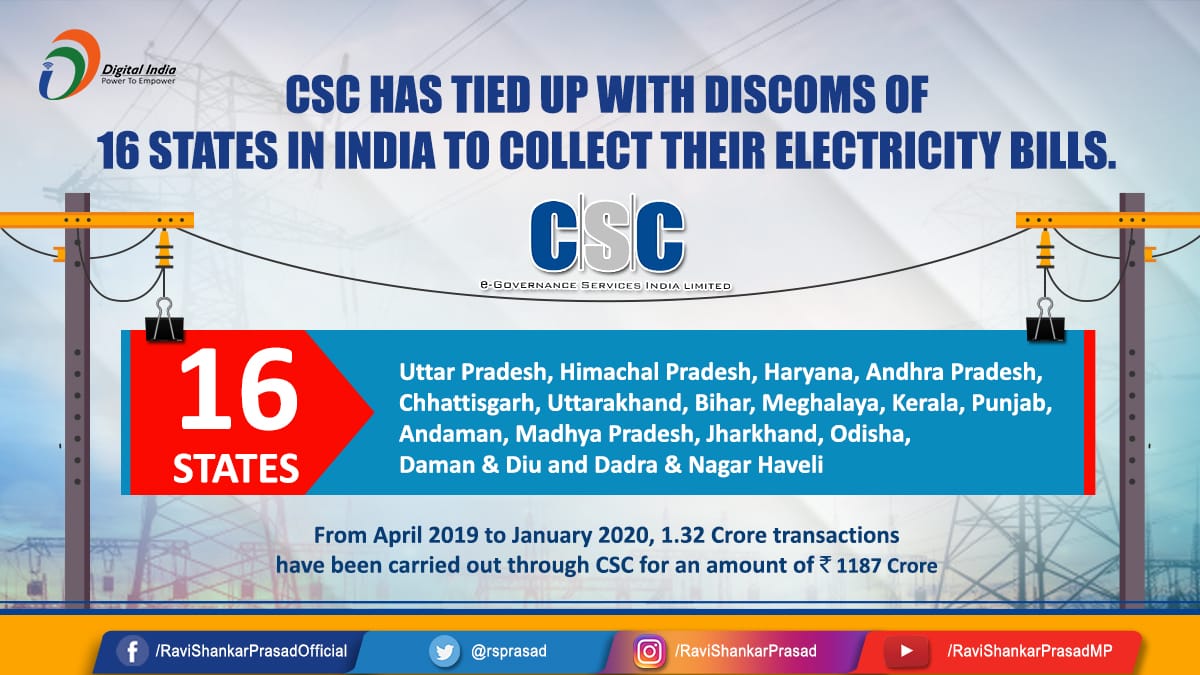 Digital India
Power To Empower
CSC HAS TIED UP WITH DISCOMS OF
16 STATES IN INDIA TO COLLECT THEIR ELECTRICITY BILLS.
CSC
e-Governance Services India Limited
16
STATES
Uttar Pradesh, Himachal Pradesh, Haryana, Andhra Pradesh,
Chhattisgarh, Uttarakhand, Bihar, Meghalaya, Kerala, Punjab,
Andaman, Madhya Pradesh, Jharkhand, Odisha,
Daman & Diu and Dadra & Nagar Haveli
From April 2019 to January 2020, 1.32 Crore transactions
have been carried out through CSC for an amount of ₹ 1187 Crore
/RaviShankarPrasadOfficial
@rsprasad
/RaviShankarPrasad
/RaviShankarPrasadMP